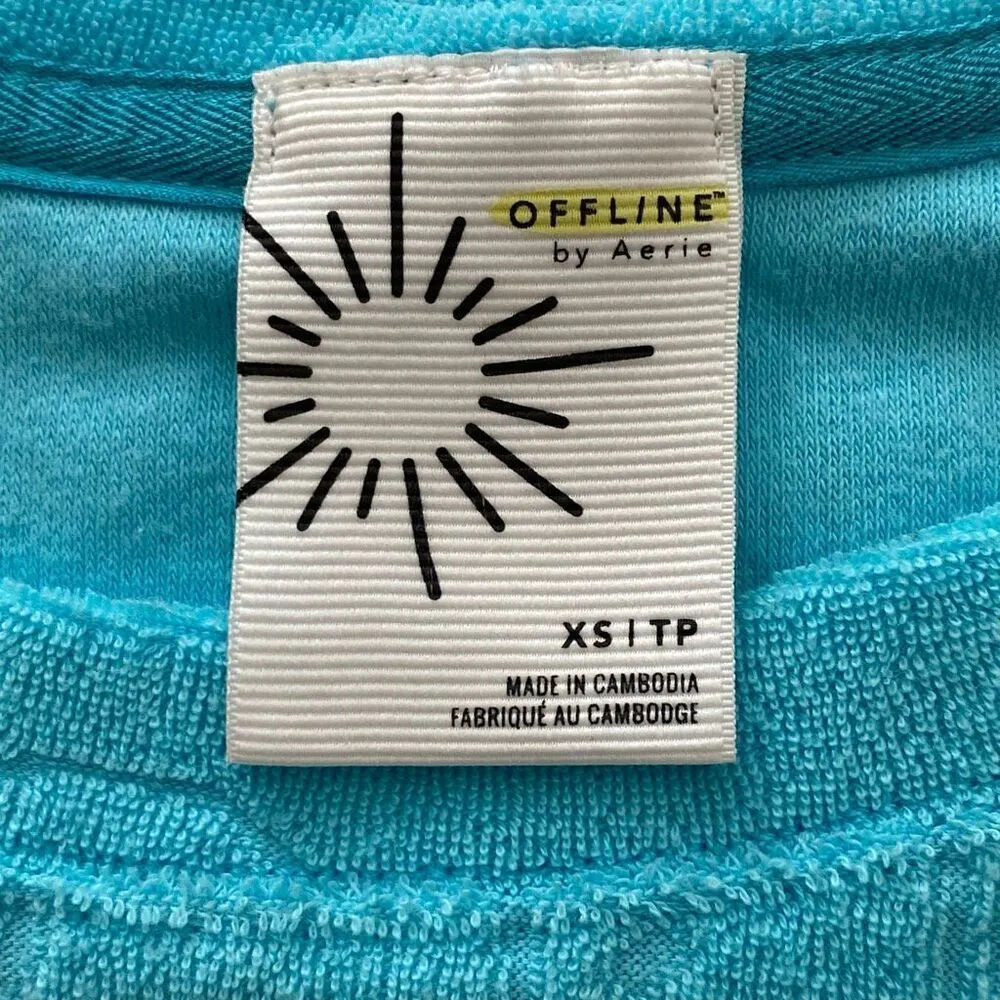 OFFLINE™
by Aerie
XS | TP
MADE IN CAMBODIA
FABRIQUÉ AU CAMBODGE